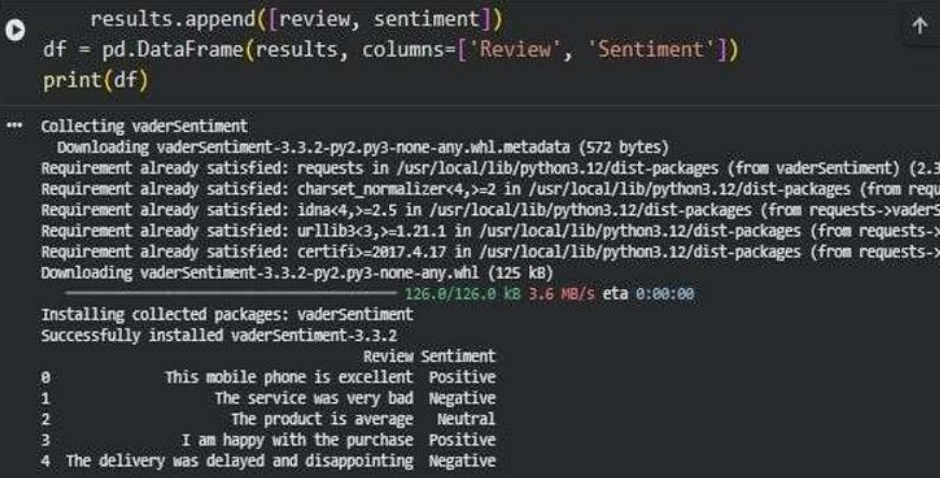 results.append([review, sentiment])
df = pd.DataFrame(results, columns=['Review', 'Sentiment'])
print(df)
Collecting vaderSentiment
Downloading vaderSentiment-3.3.2-py2.py3-none-any.whl.metadata (572 bytes)
Requirement already satisfied: requests in /usr/local/lib/python3.12/dist-packages (from vaderSentiment) (2.3
Requirement already satisfied: charset_normalizer<4,>=2 in /usr/local/lib/python3.12/dist-packages (from requ
Requirement already satisfied: idna<4,>=2.5 in /usr/local/lib/python3.12/dist-packages (from requests->vaderS
Requirement already satisfied: urllib3<3,>=1.21.1 in /usr/local/lib/python3.12/dist-packages (from requests->
Requirement already satisfied: certifi>=2017.4.17 in /usr/local/lib/python3.12/dist-packages (from requests->
Downloading vaderSentiment-3.3.2-py2.py3-none-any.whl (125 kB)
126.0/126.0 kB 3.6 MB/s eta 0:00:00
Installing collected packages: vaderSentiment
Successfully installed vaderSentiment-3.3.2
Review Sentiment
0 This mobile phone is excellent Positive
1 The service was very bad Negative
2 The product is average Neutral
3 I am happy with the purchase Positive
4 The delivery was delayed and disappointing Negative